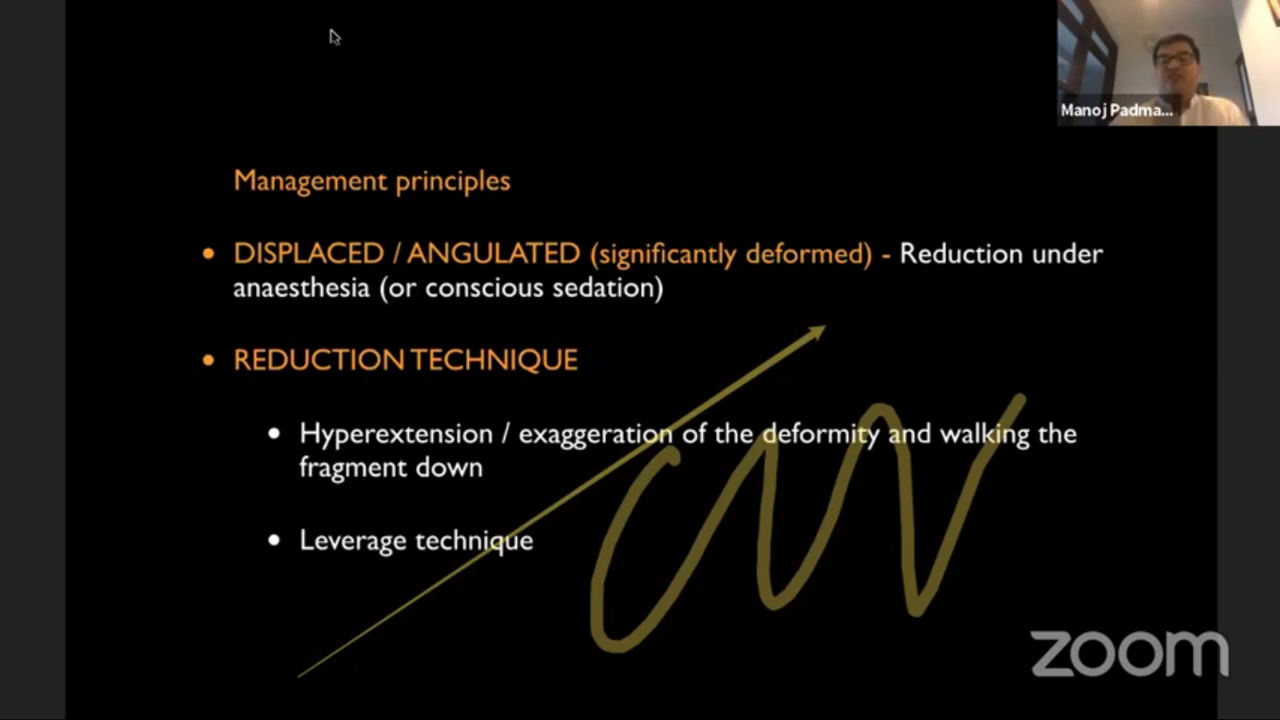 Manoj Padma...
Management principles
• DISPLACED / ANGULATED (significantly deformed) - Reduction under
anaesthesia (or conscious sedation)
• REDUCTION TECHNIQUE
• Hyperextension / exaggeration of the deformity and walking the
fragment down
• Leverage technique
zoom